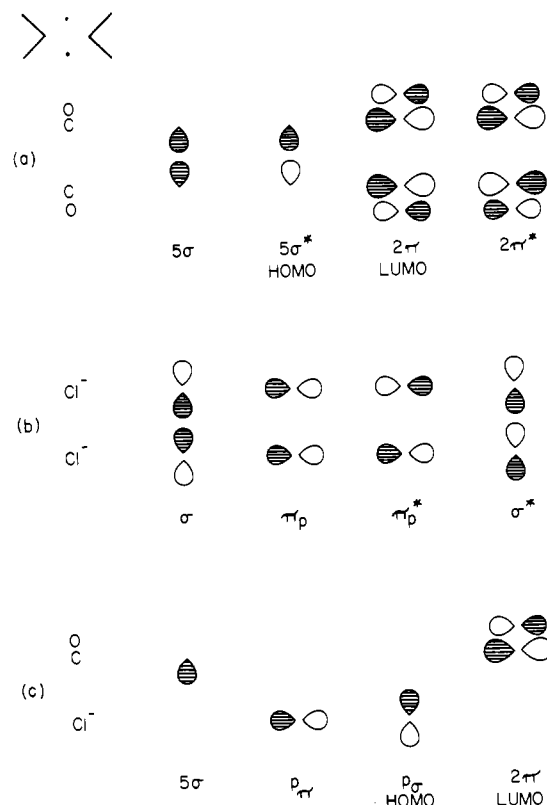 O
C
(a)
C
O
5σ 5σ* 2π 2π*
HOMO LUMO
Cl⁻
(b)
Cl⁻
σ πp πp* σ*
O
C
(c)
Cl⁻
5σ pπ pσ 2π
HOMO LUMO